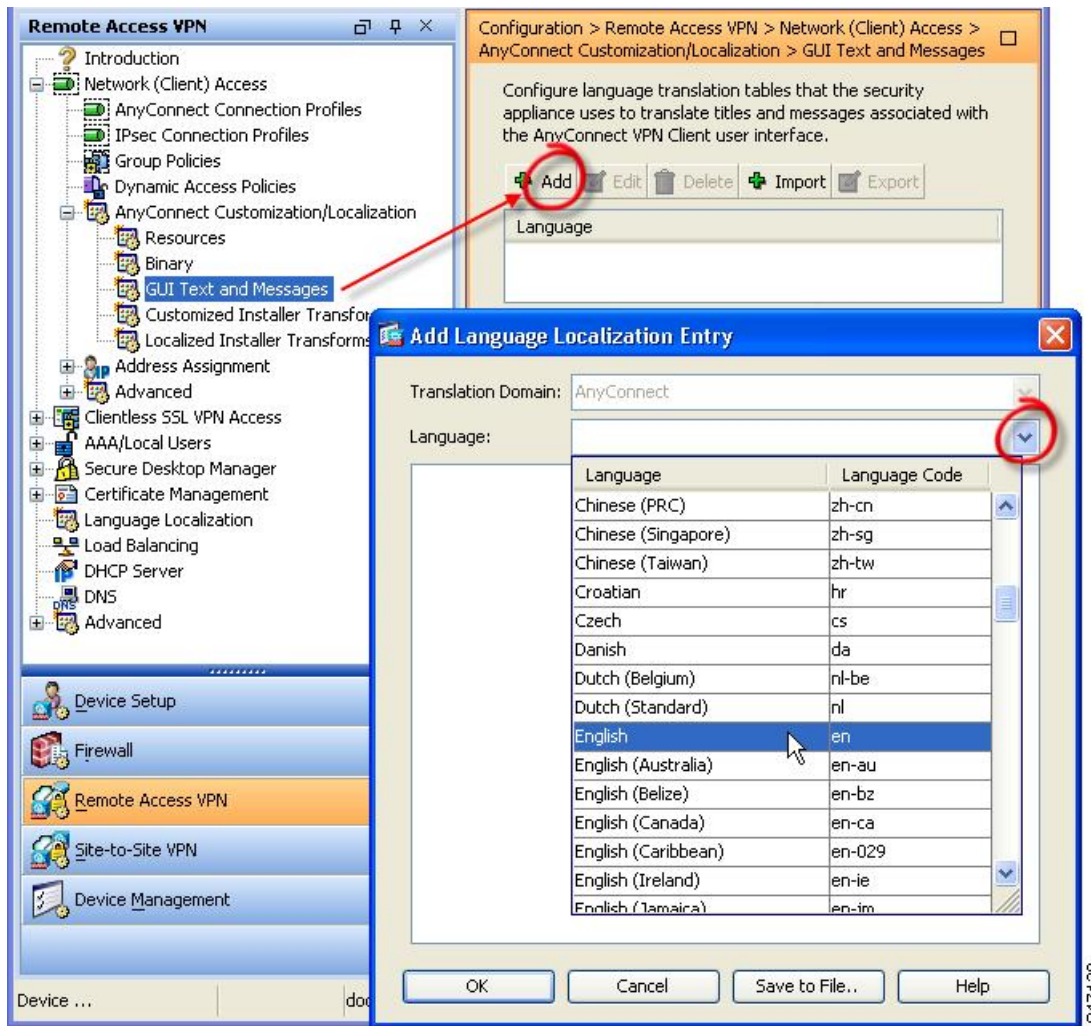 Remote Access VPN
Introduction
Network (Client) Access
AnyConnect Connection Profiles
IPsec Connection Profiles
Group Policies
Dynamic Access Policies
AnyConnect Customization/Localization
Resources
Binary
GUI Text and Messages
Customized Installer Transfor
Localized Installer Transforms
Address Assignment
Advanced
Clientless SSL VPN Access
AAA/Local Users
Secure Desktop Manager
Certificate Management
Language Localization
Load Balancing
DHCP Server
DNS
Advanced
Device Setup
Firewall
Remote Access VPN
Site-to-Site VPN
Device Management
Device ...
doc
Configuration > Remote Access VPN > Network (Client) Access >
AnyConnect Customization/Localization > GUI Text and Messages
Configure language translation tables that the security
appliance uses to translate titles and messages associated with
the AnyConnect VPN Client user interface.
Add Edit Delete Import Export
Language
Add Language Localization Entry
Translation Domain: AnyConnect
Language:
Language Language Code
Chinese (PRC) zh-cn
Chinese (Singapore) zh-sg
Chinese (Taiwan) zh-tw
Croatian hr
Czech cs
Danish da
Dutch (Belgium) nl-be
Dutch (Standard) nl
English en
English (Australia) en-au
English (Belize) en-bz
English (Canada) en-ca
English (Caribbean) en-029
English (Ireland) en-ie
English (Jamaica) en-jm
OK Cancel Save to File.. Help